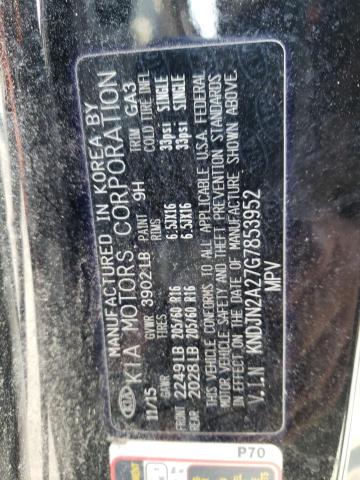 MANUFACTURED IN KOREA BY
KIA KIA MOTORS CORPORATION
11/15 GVWR 3902LB PAINT 9H TRIM GA3
RIMS COLD TIRE INFL
FRONT 2249LB 205/60 R16 6.5JX16 33psi SINGLE
REAR 2028LB 205/60 R16 6.5JX16 33psi SINGLE
THIS VEHICLE CONFORMS TO ALL APPLICABLE U.S.A. FEDERAL
MOTOR VEHICLE SAFETY AND THEFT PREVENTION STANDARDS
IN EFFECT ON THE DATE OF MANUFACTURE SHOWN ABOVE.
V.I.N KNDJN2A27G7853952
MPV
P70